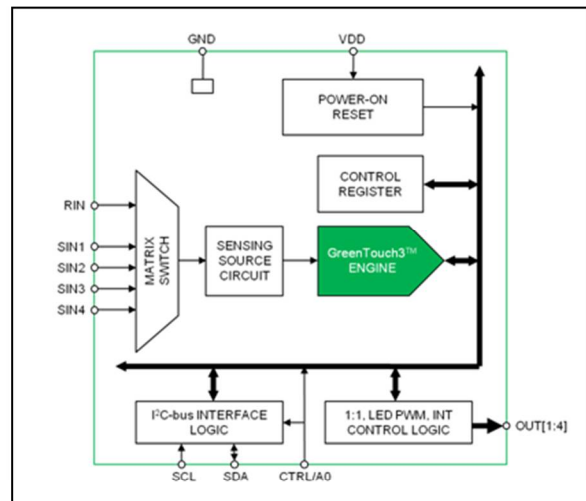 GND
VDD
POWER-ON
RESET
CONTROL
REGISTER
RIN
SIN1
SIN2
SIN3
SIN4
MATRIX
SWITCH
SENSING
SOURCE
CIRCUIT
GreenTouch3™
ENGINE
I²C-bus INTERFACE
LOGIC
1:1, LED PWM, INT
CONTROL LOGIC
OUT[1:4]
SCL
SDA
CTRL/A0